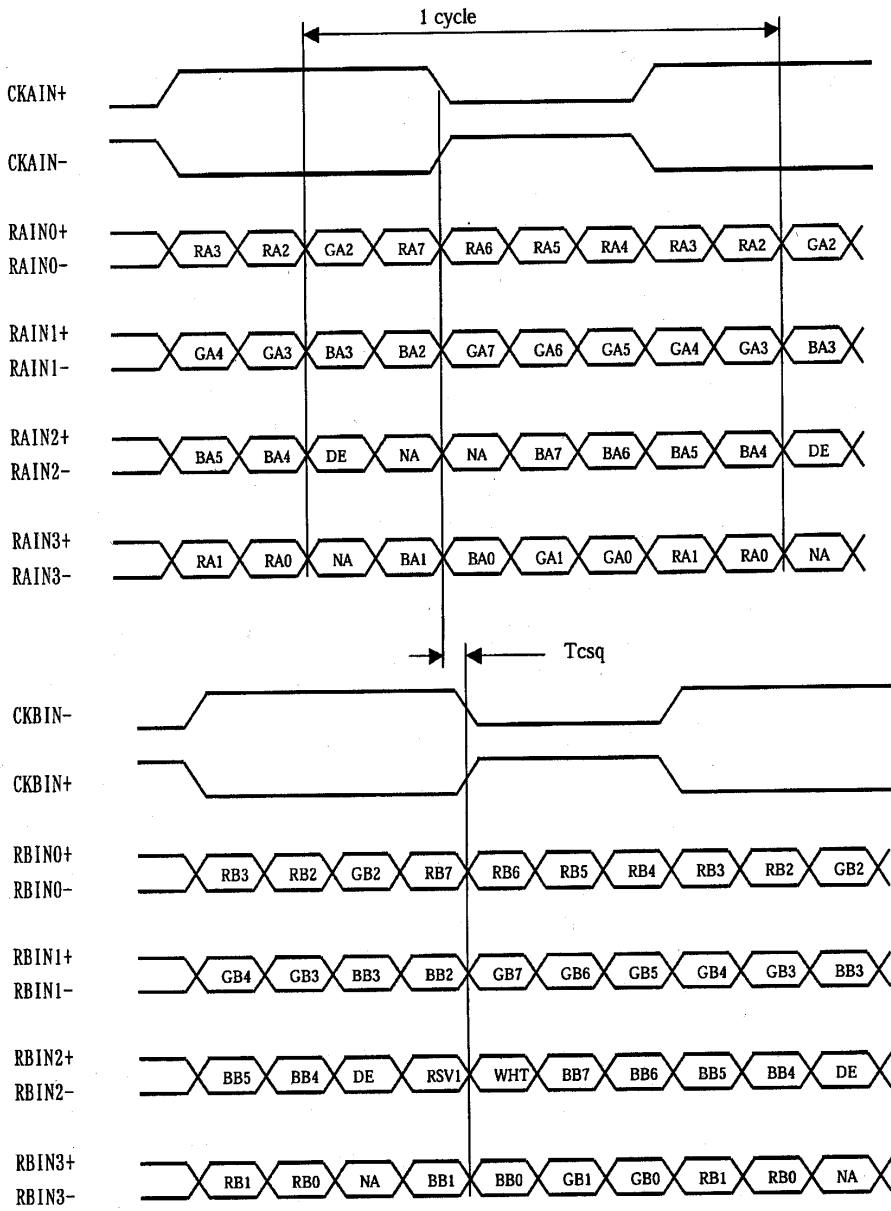 1 cycle
CKAIN+
CKAIN-
RAIN0+
RA3 RA2 GA2 RA7 RA6 RA5 RA4 RA3 RA2 GA2
RAIN0-
RAIN1+
GA4 GA3 BA3 BA2 GA7 GA6 GA5 GA4 GA3 BA3
RAIN1-
RAIN2+
BA5 BA4 DE NA NA BA7 BA6 BA5 BA4 DE
RAIN2-
RAIN3+
RA1 RA0 NA BA1 BA0 GA1 GA0 RA1 RA0 NA
RAIN3-
Tcsq
CKBIN-
CKBIN+
RBIN0+
RB3 RB2 GB2 RB7 RB6 RB5 RB4 RB3 RB2 GB2
RBIN0-
RBIN1+
GB4 GB3 BB3 BB2 GB7 GB6 GB5 GB4 GB3 BB3
RBIN1-
RBIN2+
BB5 BB4 DE RSV1 WHT BB7 BB6 BB5 BB4 DE
RBIN2-
RBIN3+
RB1 RB0 NA BB1 BB0 GB1 GB0 RB1 RB0 NA
RBIN3-